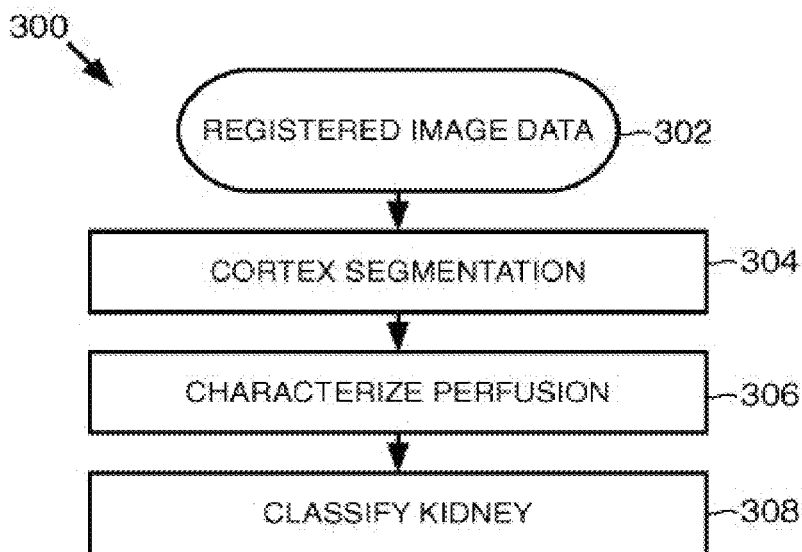 300
REGISTERED IMAGE DATA 302
CORTEX SEGMENTATION 304
CHARACTERIZE PERFUSION 306
CLASSIFY KIDNEY 308